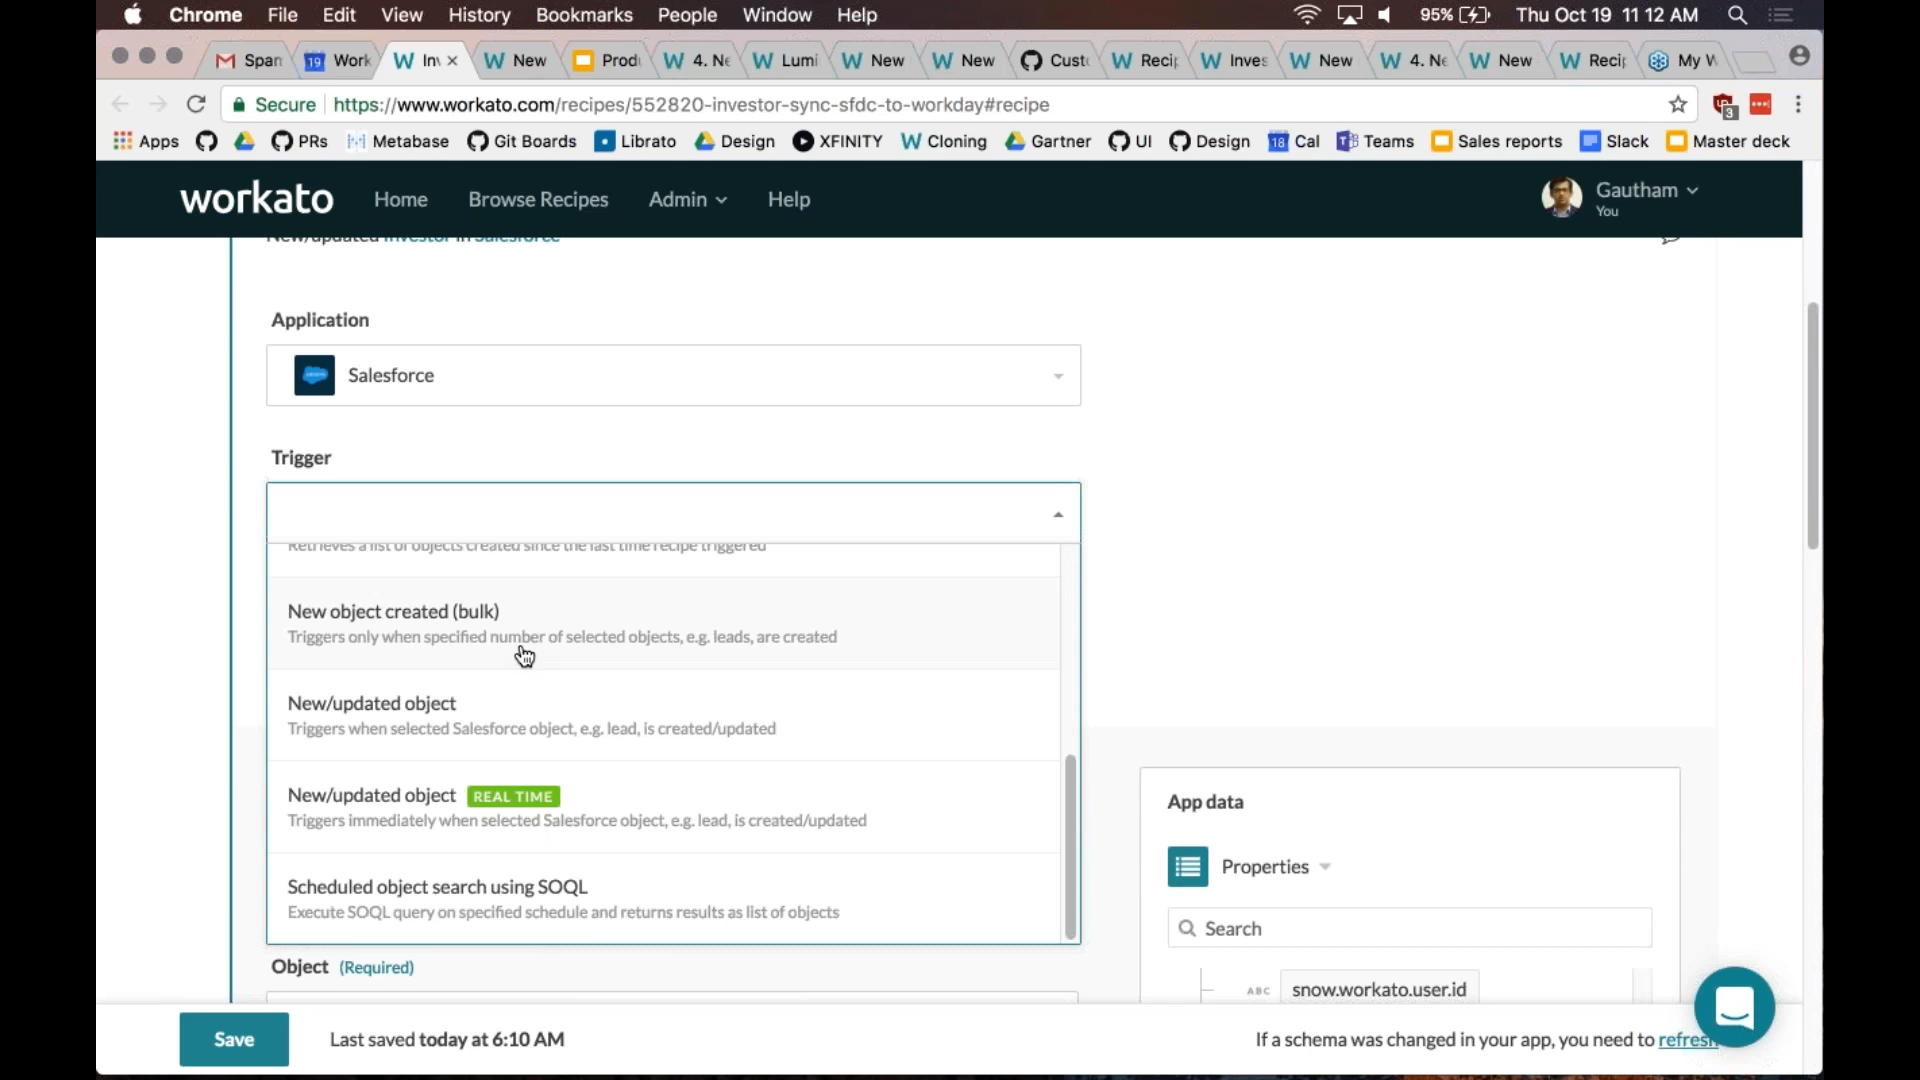 Chrome File Edit View History Bookmarks People Window Help 95% Thu Oct 19 11 12 AM
Span 19 Work Inv New Prod 4. Ne Lumi New New Cust Recip Inves New 4. Ne New Recip My W
Secure https://www.workato.com/recipes/552820-investor-sync-sfdc-to-workday#recipe 3
Apps PRs Metabase Git Boards Librato Design XFINITY Cloning Gartner UI Design 18 Cal Teams Sales reports Slack Master deck
workato Home Browse Recipes Admin Help Gautham
You
New/updated Investor in Salesforce
Application
Salesforce
Trigger
Retrieves a list of objects created since the last time recipe triggered
New object created (bulk)
Triggers only when specified number of selected objects, e.g. leads, are created
New/updated object
Triggers when selected Salesforce object, e.g. lead, is created/updated
New/updated object REAL TIME
Triggers immediately when selected Salesforce object, e.g. lead, is created/updated
Scheduled object search using SOQL
Execute SOQL query on specified schedule and returns results as list of objects
App data
Properties
Search
ABC snow.workato.user.id
Object (Required)
Save Last saved today at 6:10 AM If a schema was changed in your app, you need to refresh